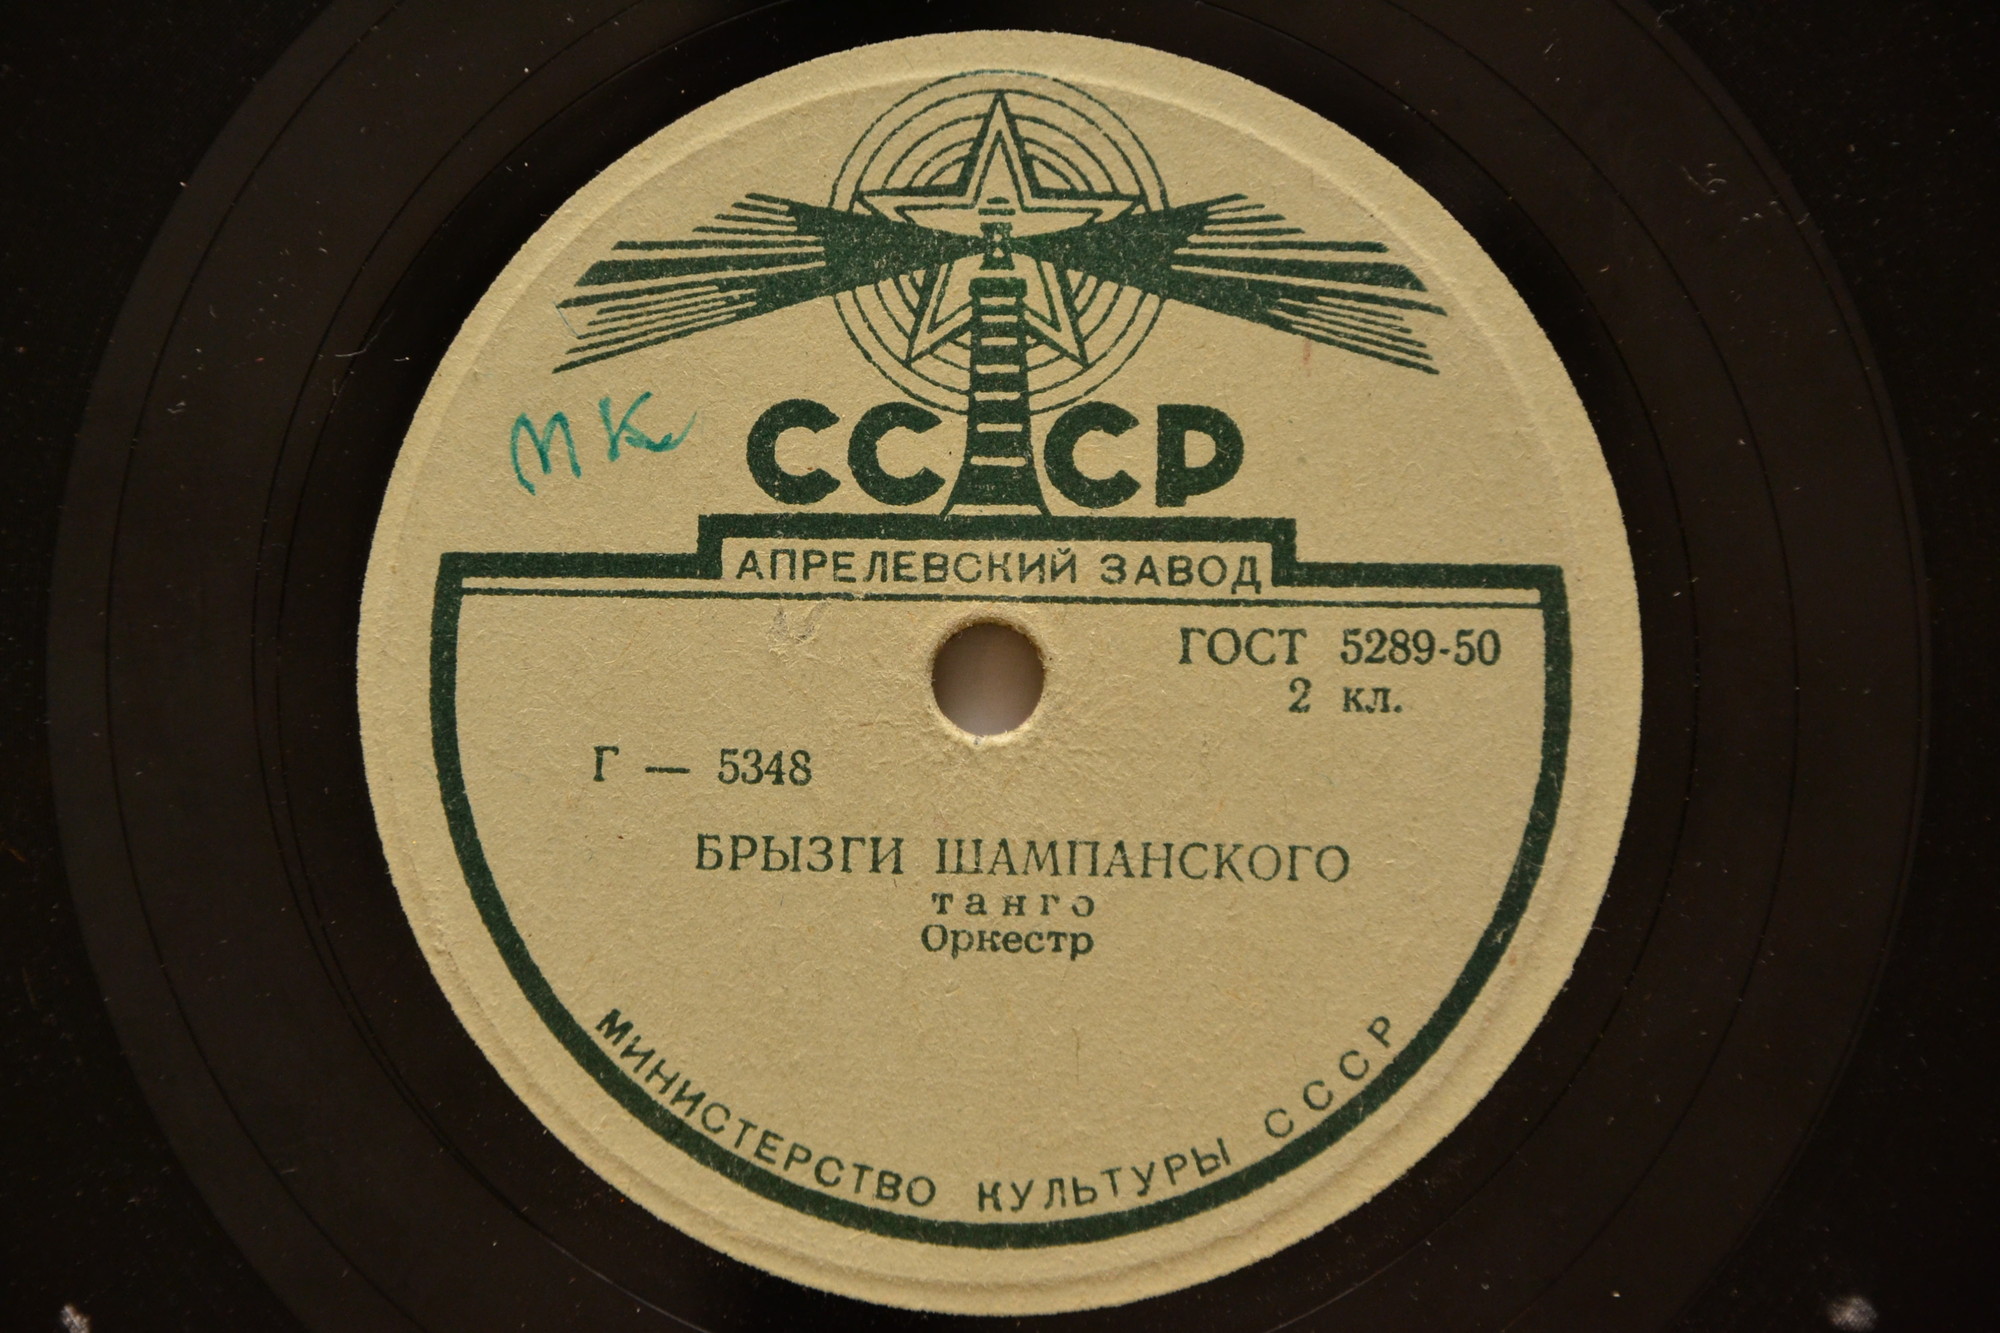 СССР
МК
АПРЕЛЕВСКИЙ ЗАВОД
ГОСТ 5289-50
2 кл.
Г — 5348
БРЫЗГИ ШАМПАНСКОГО
танго
Оркестр
МИНИСТЕРСТВО КУЛЬТУРЫ СССР